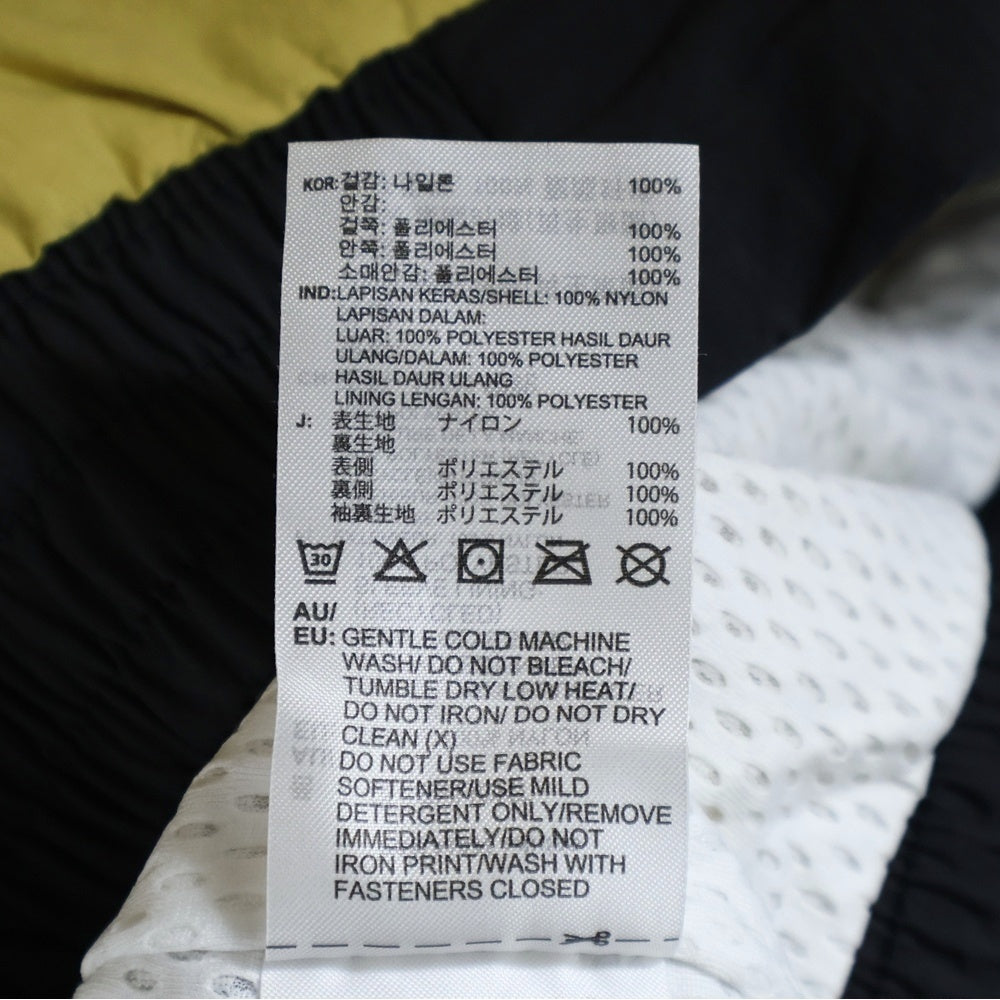 KOR: 겉감: 나일론 100%
안감:
겉쪽: 폴리에스터 100%
안쪽: 폴리에스터 100%
소매안감: 폴리에스터 100%
IND: LAPISAN KERAS/SHELL: 100% NYLON
LAPISAN DALAM:
LUAR: 100% POLYESTER HASIL DAUR
ULANG/DALAM: 100% POLYESTER
HASIL DAUR ULANG
LINING LENGAN: 100% POLYESTER
J: 表生地 ナイロン 100%
裏生地
表側 ポリエステル 100%
裏側 ポリエステル 100%
袖裏生地 ポリエステル 100%
30
AU/
EU: GENTLE COLD MACHINE
WASH/ DO NOT BLEACH/
TUMBLE DRY LOW HEAT/
DO NOT IRON/ DO NOT DRY
CLEAN (X)
DO NOT USE FABRIC
SOFTENER/USE MILD
DETERGENT ONLY/REMOVE
IMMEDIATELY/DO NOT
IRON PRINT/WASH WITH
FASTENERS CLOSED